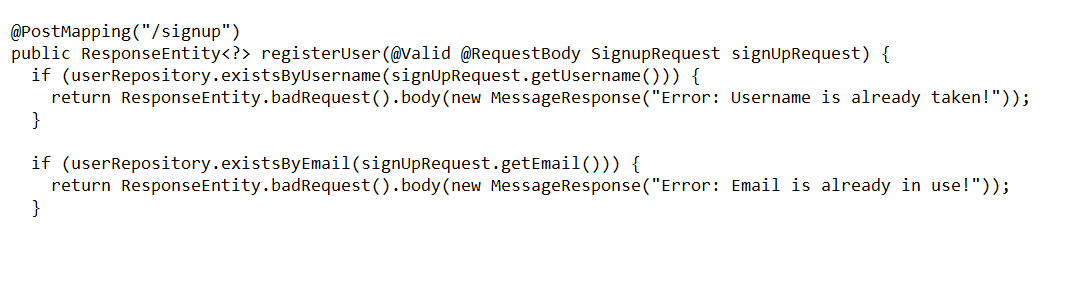 @PostMapping("/signup")
public ResponseEntity<?> registerUser(@Valid @RequestBody SignupRequest signUpRequest) {
  if (userRepository.existsByUsername(signUpRequest.getUsername())) {
    return ResponseEntity.badRequest().body(new MessageResponse("Error: Username is already taken!"));
  }

  if (userRepository.existsByEmail(signUpRequest.getEmail())) {
    return ResponseEntity.badRequest().body(new MessageResponse("Error: Email is already in use!"));
  }